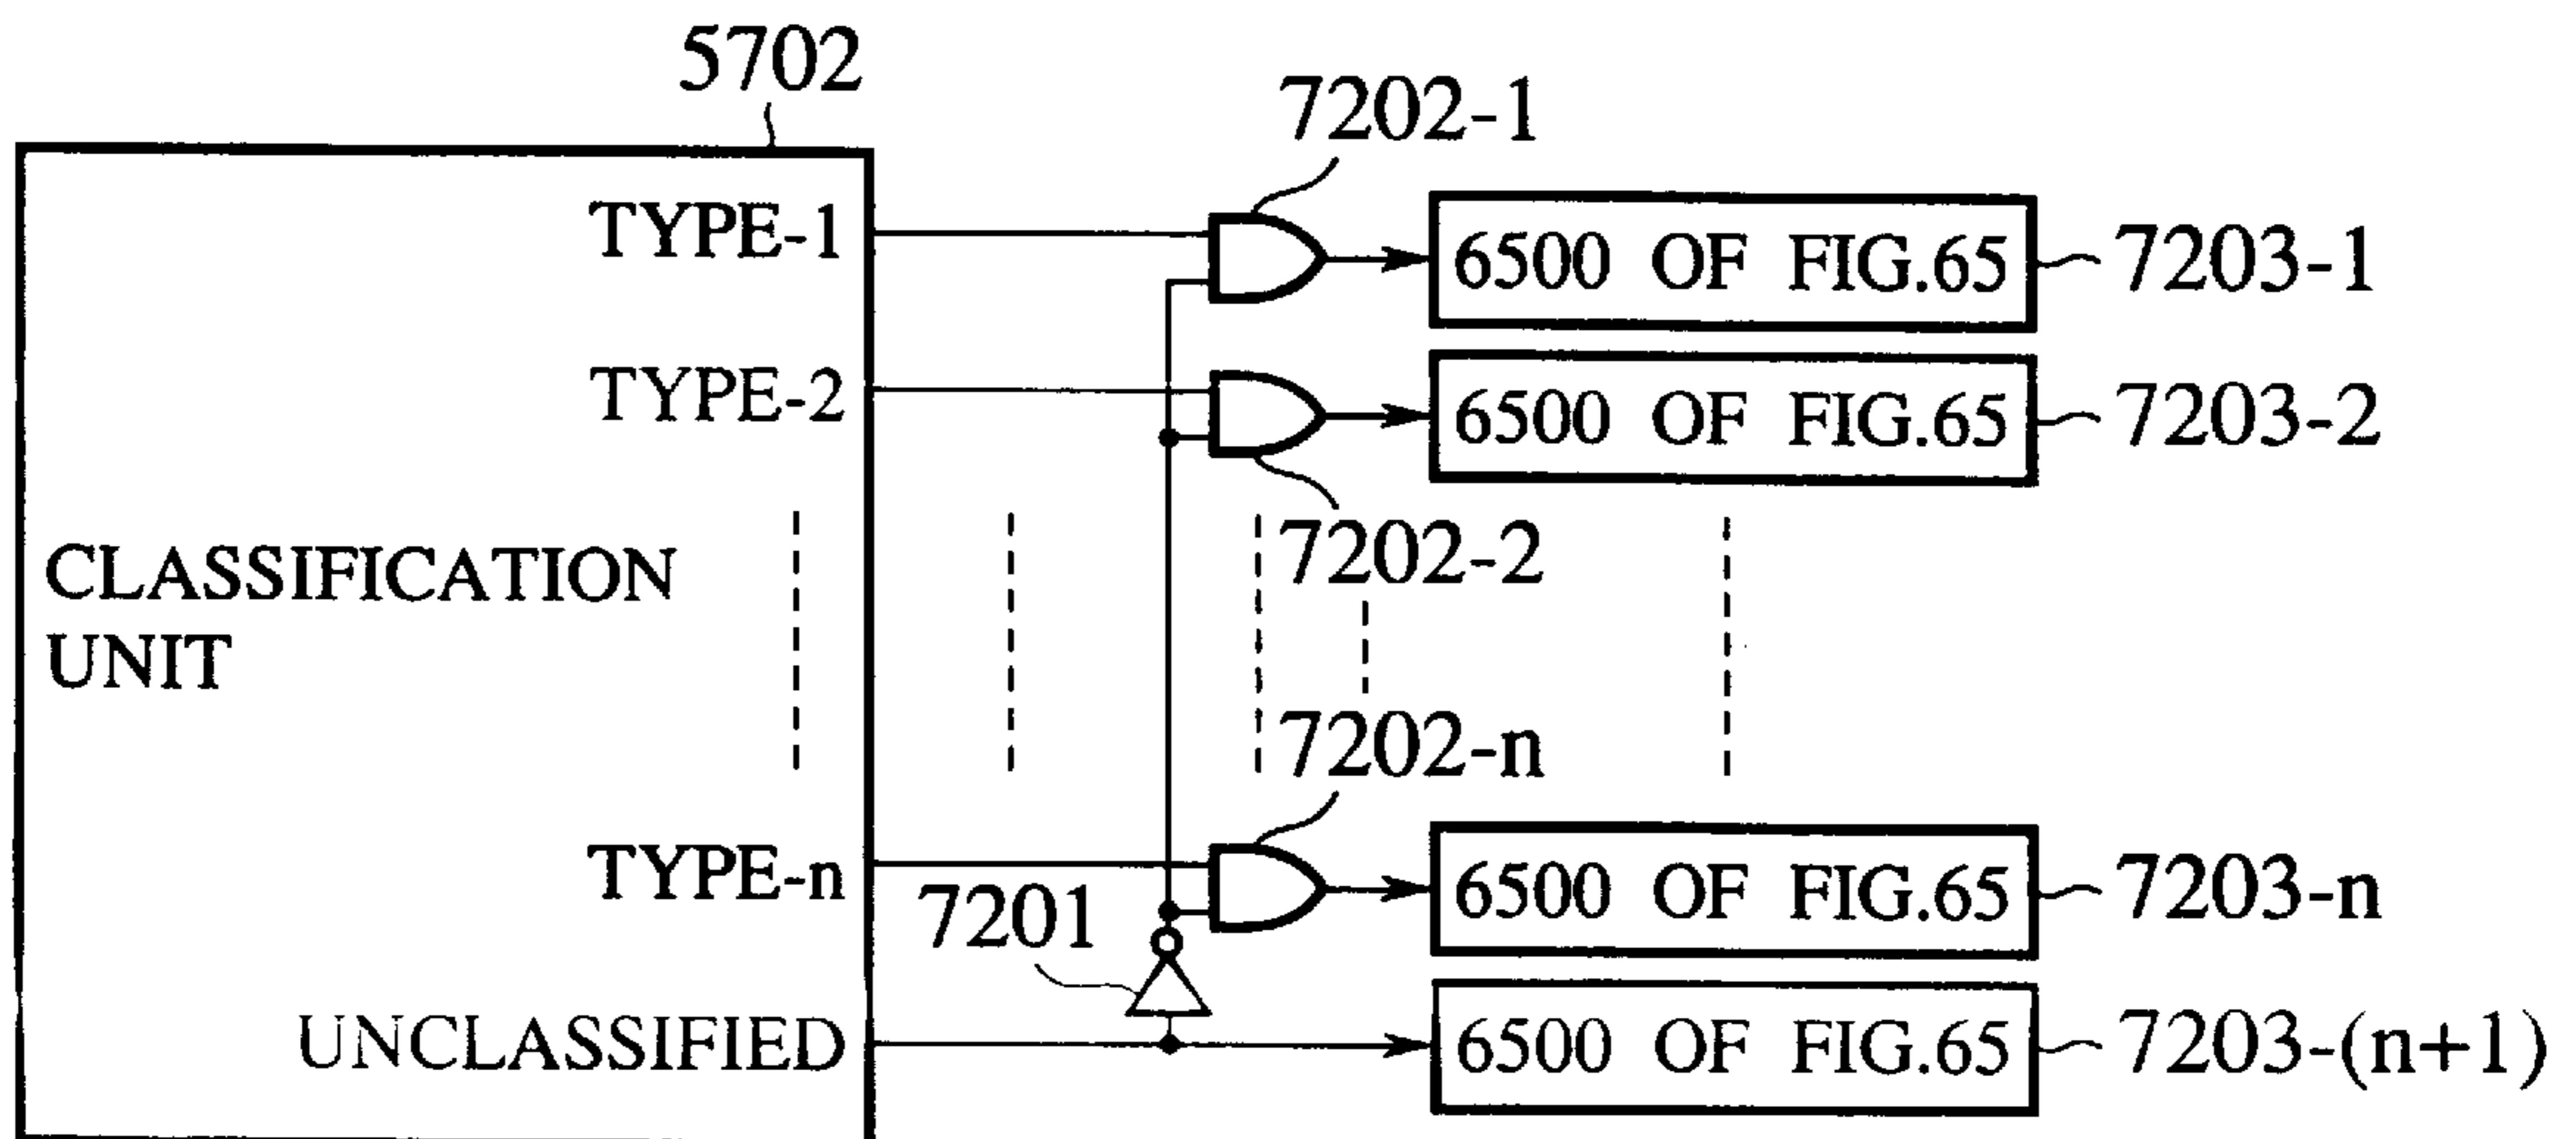 5702
7202-1
TYPE-1
6500 OF FIG.65
7203-1
TYPE-2
6500 OF FIG.65
7203-2
7202-2
CLASSIFICATION
UNIT
7202-n
TYPE-n
7201
6500 OF FIG.65
7203-n
UNCLASSIFIED
6500 OF FIG.65
7203-(n+1)